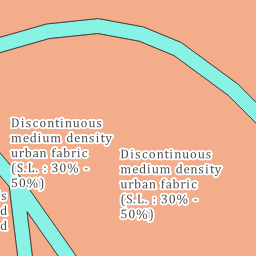 Discontinuous
medium density
urban fabric
(S.L. : 30% -
50%)
Discontinuous
medium density
urban fabric
(S.L. : 30% -
50%)
s
d
d